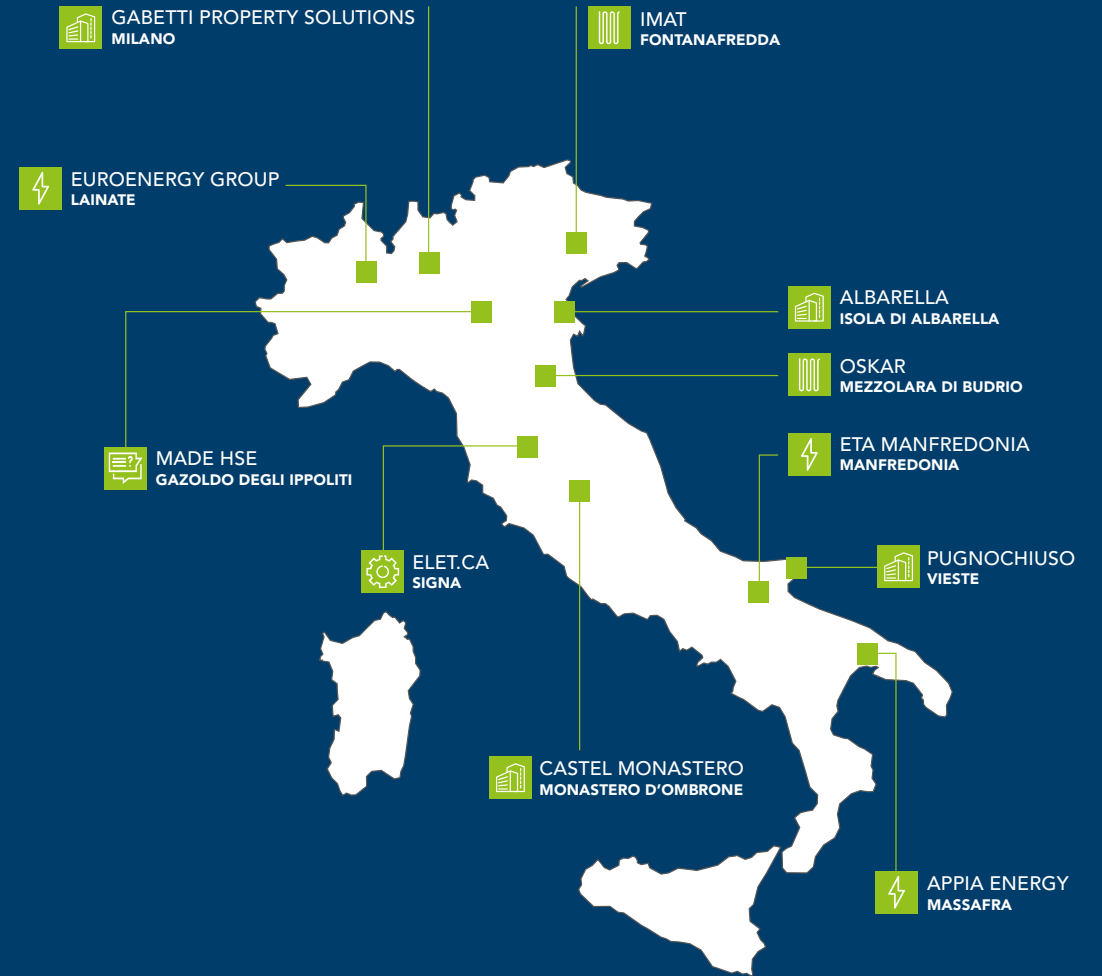 GABETTI PROPERTY SOLUTIONS
MILANO
IMAT
FONTANAFREDDA
EUROENERGY GROUP
LAINATE
ALBARELLA
ISOLA DI ALBARELLA
OSKAR
MEZZOLARA DI BUDRIO
MADE HSE
GAZOLDO DEGLI IPPOLITI
ETA MANFREDONIA
MANFREDONIA
ELET.CA
SIGNA
PUGNOCHIUSO
VIESTE
CASTEL MONASTERO
MONASTERO D'OMBRONE
APPIA ENERGY
MASSAFRA